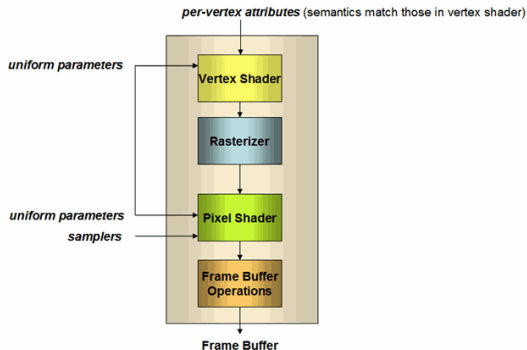 per-vertex attributes (semantics match those in vertex shader)
uniform parameters
Vertex Shader
Rasterizer
uniform parameters
Pixel Shader
samplers
Frame Buffer
Operations
Frame Buffer